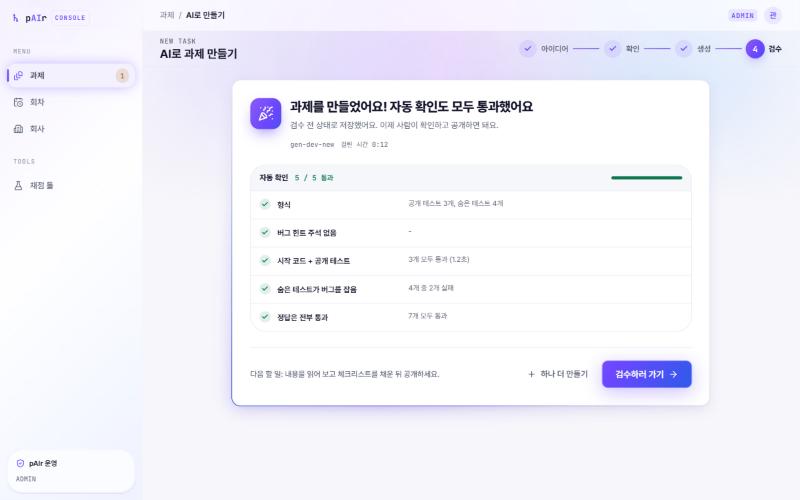 pAIr CONSOLE
과제 / AI로 만들기
ADMIN 관
MENU
과제 1
회차
회사
TOOLS
채점 툴
pAIr 운영
ADMIN
NEW TASK
AI로 과제 만들기
아이디어
확인
생성
4 검수
과제를 만들었어요! 자동 확인도 모두 통과했어요
검수 전 상태로 저장했어요. 이제 사람이 확인하고 공개하면 돼요.
gen-dev-new 걸린 시간 0:12
자동 확인 5 / 5 통과
형식 공개 테스트 3개, 숨은 테스트 4개
버그 힌트 주석 없음 -
시작 코드 + 공개 테스트 3개 모두 통과 (1.2초)
숨은 테스트가 버그를 잡음 4개 중 2개 실패
정답은 전부 통과 7개 모두 통과
다음 할 일: 내용을 읽어 보고 체크리스트를 채운 뒤 공개하세요.
+ 하나 더 만들기
검수하러 가기 →